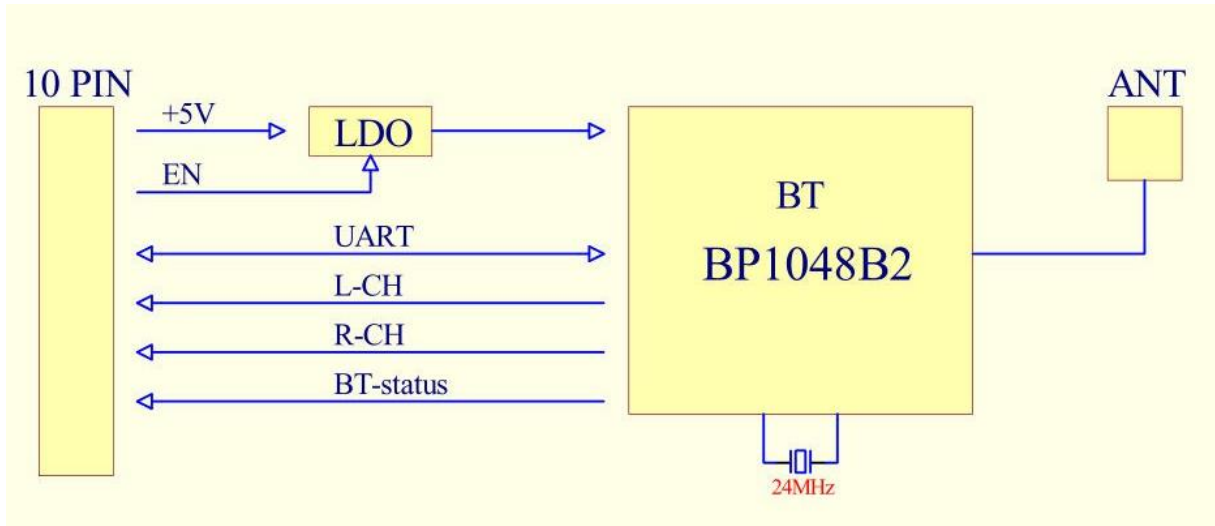 10 PIN
ANT
+5V
LDO
EN
BT
BP1048B2
UART
L-CH
R-CH
BT-status
24MHz